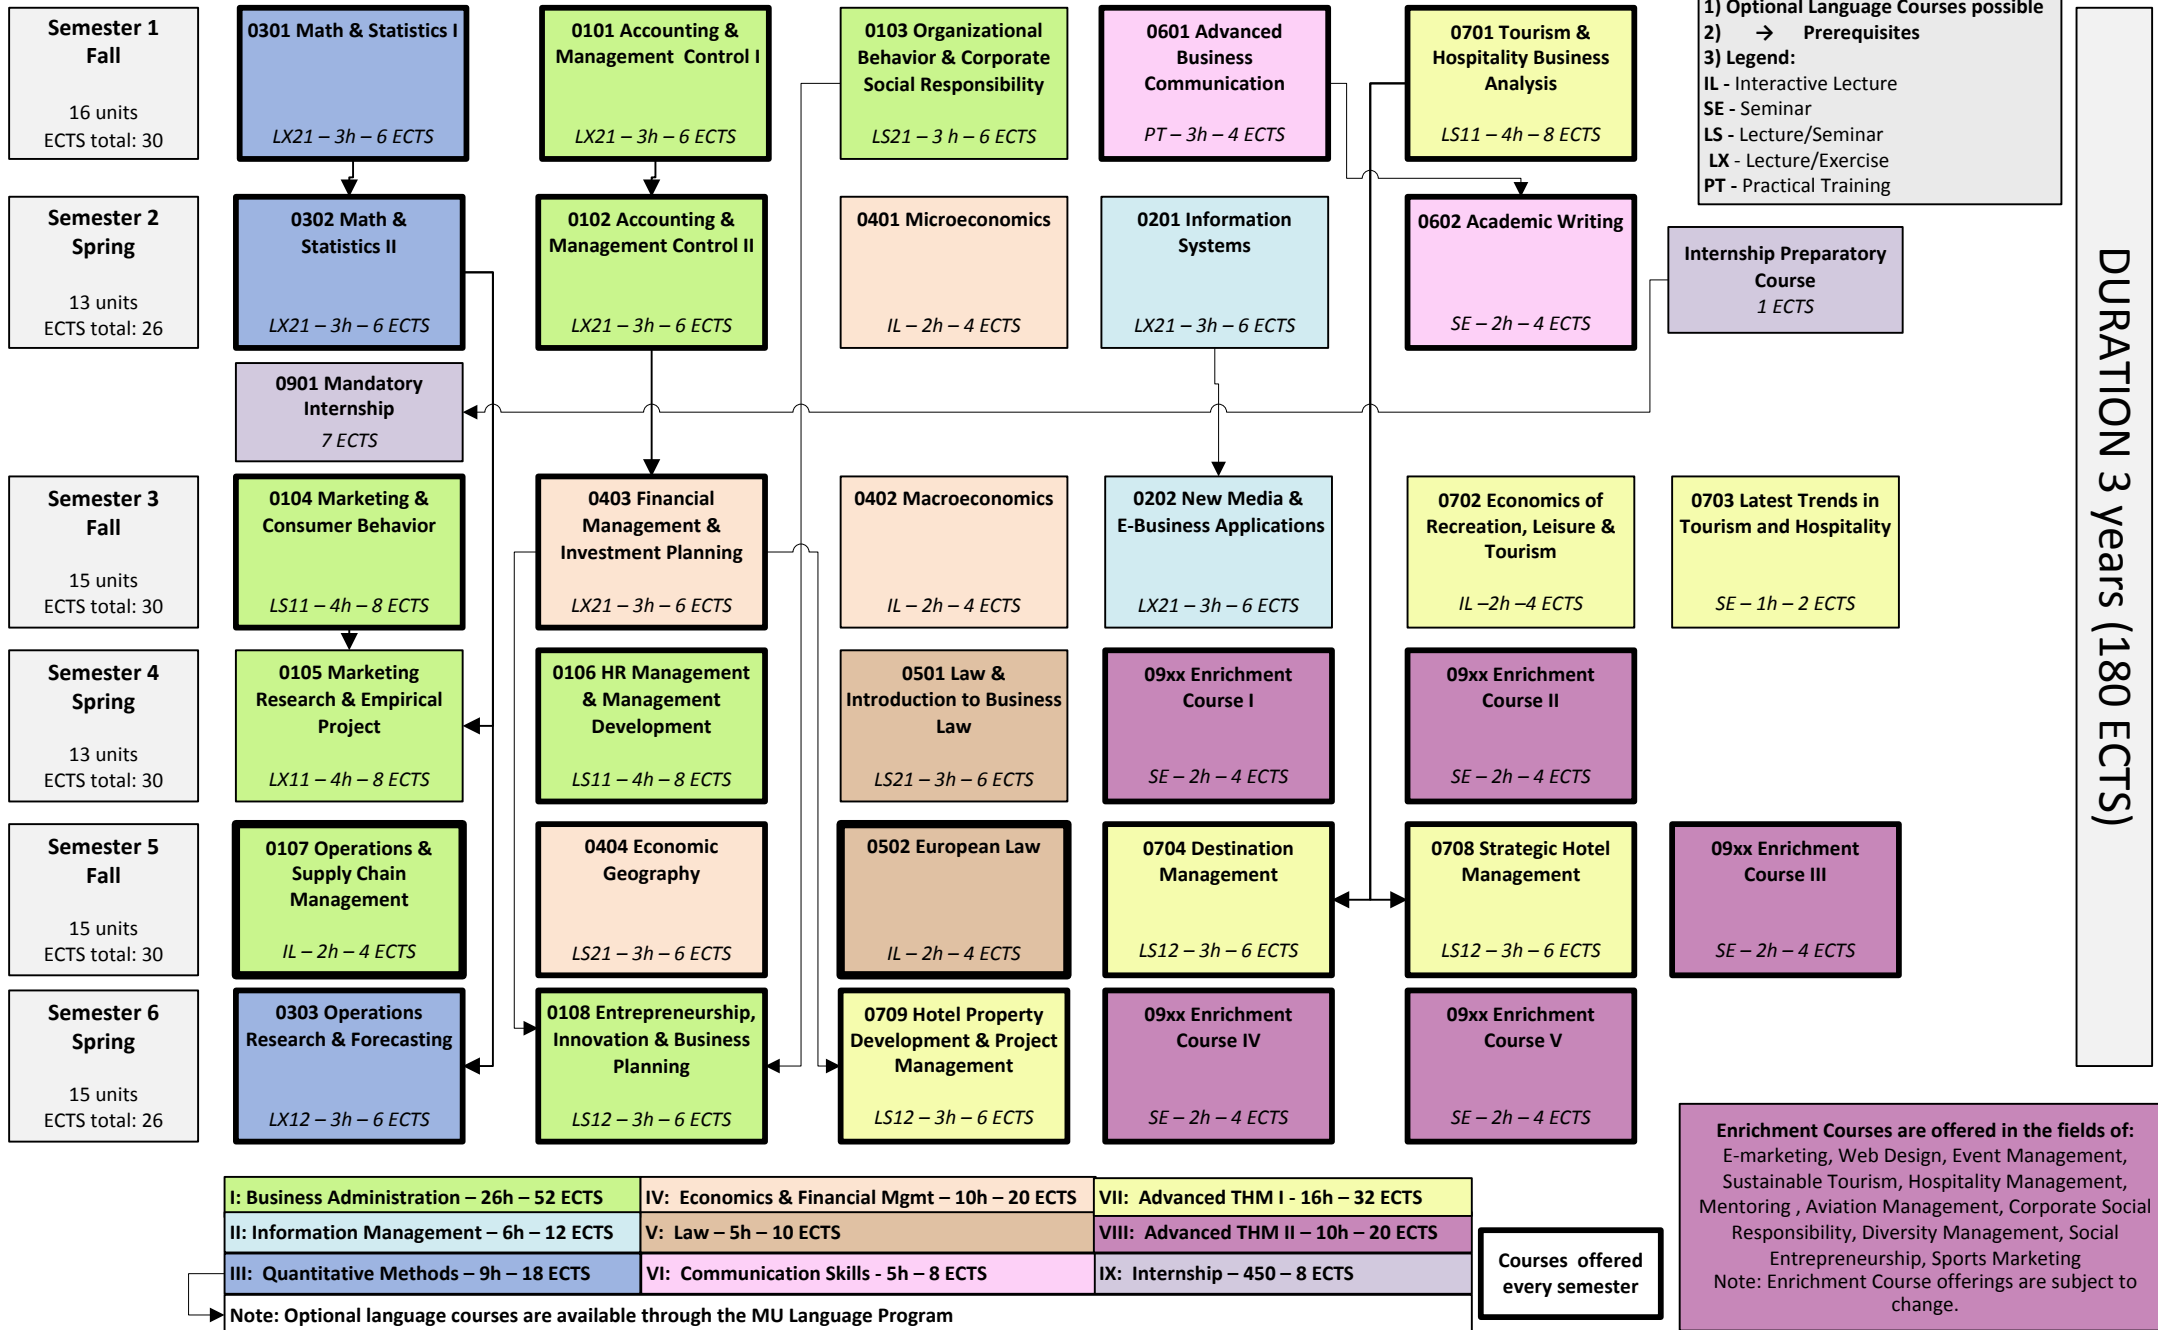 Semester 1
Fall
16 units
ECTS total: 30
0301 Math & Statistics I
LX21 – 3h – 6 ECTS
0101 Accounting &
Management Control I
LX21 – 3h – 6 ECTS
0103 Organizational
Behavior & Corporate
Social Responsibility
LS21 – 3 h – 6 ECTS
0601 Advanced
Business
Communication
PT – 3h – 4 ECTS
0701 Tourism &
Hospitality Business
Analysis
LS11 – 4h – 8 ECTS
1) Optional Language Courses possible
2) → Prerequisites
3) Legend:
IL - Interactive Lecture
SE - Seminar
LS - Lecture/Seminar
LX - Lecture/Exercise
PT - Practical Training
Semester 2
Spring
13 units
ECTS total: 26
0302 Math &
Statistics II
LX21 – 3h – 6 ECTS
0102 Accounting &
Management Control II
LX21 – 3h – 6 ECTS
0401 Microeconomics
IL – 2h – 4 ECTS
0201 Information
Systems
LX21 – 3h – 6 ECTS
0602 Academic Writing
SE – 2h – 4 ECTS
Internship Preparatory
Course
1 ECTS
0901 Mandatory
Internship
7 ECTS
Semester 3
Fall
15 units
ECTS total: 30
0104 Marketing &
Consumer Behavior
LS11 – 4h – 8 ECTS
0403 Financial
Management &
Investment Planning
LX21 – 3h – 6 ECTS
0402 Macroeconomics
IL – 2h – 4 ECTS
0202 New Media &
E-Business Applications
LX21 – 3h – 6 ECTS
0702 Economics of
Recreation, Leisure &
Tourism
IL –2h –4 ECTS
0703 Latest Trends in
Tourism and Hospitality
SE – 1h – 2 ECTS
Semester 4
Spring
13 units
ECTS total: 30
0105 Marketing
Research & Empirical
Project
LX11 – 4h – 8 ECTS
0106 HR Management
& Management
Development
LS11 – 4h – 8 ECTS
0501 Law &
Introduction to Business
Law
LS21 – 3h – 6 ECTS
09xx Enrichment
Course I
SE – 2h – 4 ECTS
09xx Enrichment
Course II
SE – 2h – 4 ECTS
Semester 5
Fall
15 units
ECTS total: 30
0107 Operations &
Supply Chain
Management
IL – 2h – 4 ECTS
0404 Economic
Geography
LS21 – 3h – 6 ECTS
0502 European Law
IL – 2h – 4 ECTS
0704 Destination
Management
LS12 – 3h – 6 ECTS
0708 Strategic Hotel
Management
LS12 – 3h – 6 ECTS
09xx Enrichment
Course III
SE – 2h – 4 ECTS
Semester 6
Spring
15 units
ECTS total: 26
0303 Operations
Research & Forecasting
LX12 – 3h – 6 ECTS
0108 Entrepreneurship,
Innovation & Business
Planning
LS12 – 3h – 6 ECTS
0709 Hotel Property
Development & Project
Management
LS12 – 3h – 6 ECTS
09xx Enrichment
Course IV
SE – 2h – 4 ECTS
09xx Enrichment
Course V
SE – 2h – 4 ECTS
DURATION 3 years (180 ECTS)
I: Business Administration – 26h – 52 ECTS
IV: Economics & Financial Mgmt – 10h – 20 ECTS
VII: Advanced THM I - 16h – 32 ECTS
II: Information Management – 6h – 12 ECTS
V: Law – 5h – 10 ECTS
VIII: Advanced THM II – 10h – 20 ECTS
III: Quantitative Methods – 9h – 18 ECTS
VI: Communication Skills - 5h – 8 ECTS
IX: Internship – 450 – 8 ECTS
Note: Optional language courses are available through the MU Language Program
Courses offered
every semester
Enrichment Courses are offered in the fields of:
E-marketing, Web Design, Event Management,
Sustainable Tourism, Hospitality Management,
Mentoring , Aviation Management, Corporate Social
Responsibility, Diversity Management, Social
Entrepreneurship, Sports Marketing
Note: Enrichment Course offerings are subject to
change.